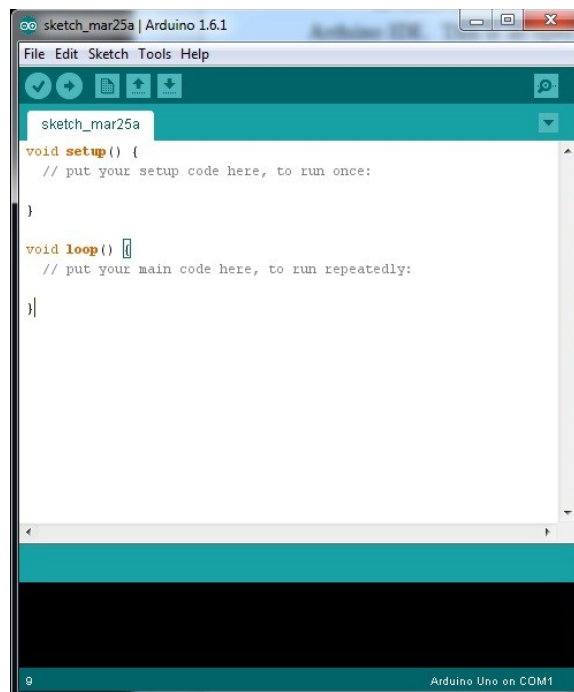 sketch_mar25a | Arduino 1.6.1
File Edit Sketch Tools Help
sketch_mar25a
void setup() {
  // put your setup code here, to run once:
}
void loop() {
  // put your main code here, to run repeatedly:
}
9 Arduino Uno on COM1